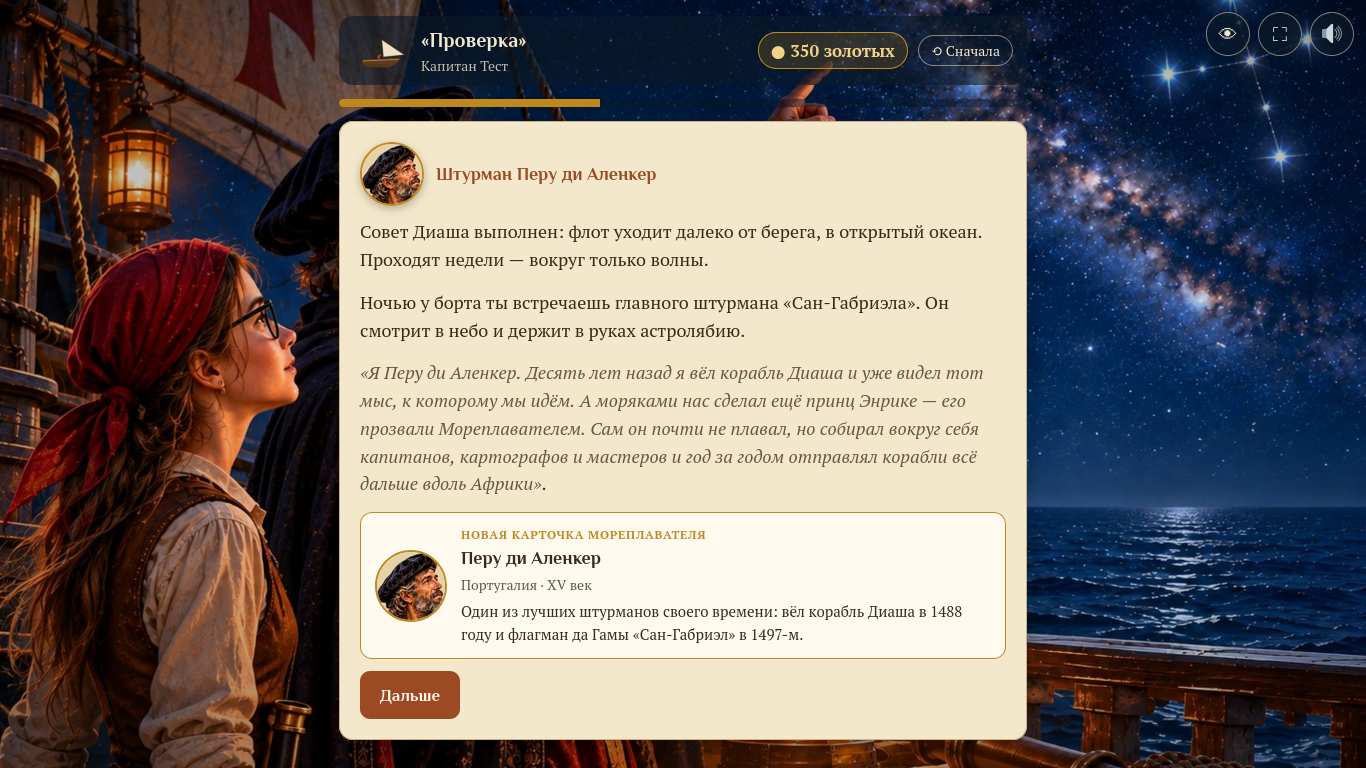 «Проверка»
Капитан Тест
350 золотых
⟲ Сначала
Штурман Перу ди Аленкер
Совет Диаша выполнен: флот уходит далеко от берега, в открытый океан.
Проходят недели — вокруг только волны.
Ночью у борта ты встречаешь главного штурмана «Сан-Габриэла». Он
смотрит в небо и держит в руках астролябию.
«Я Перу ди Аленкер. Десять лет назад я вёл корабль Диаша и уже видел тот
мыс, к которому мы идём. А моряками нас сделал ещё принц Энрике — его
прозвали Мореплавателем. Сам он почти не плавал, но собирал вокруг себя
капитанов, картографов и мастеров и год за годом отправлял корабли всё
дальше вдоль Африки».
НОВАЯ КАРТОЧКА МОРЕПЛАВАТЕЛЯ
Перу ди Аленкер
Португалия · XV век
Один из лучших штурманов своего времени: вёл корабль Диаша в 1488
году и флагман да Гамы «Сан-Габриэл» в 1497-м.
Дальше